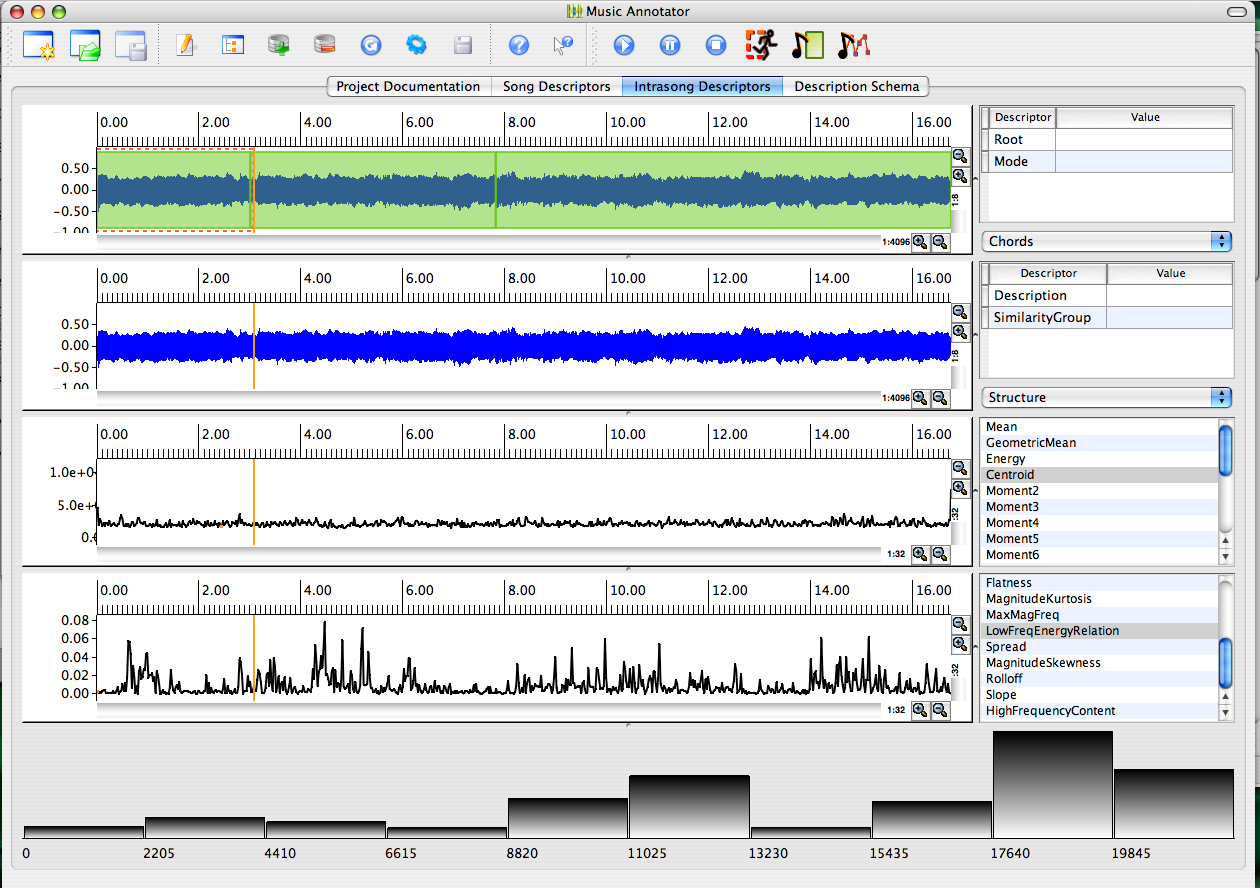 Music Annotator
Project Documentation Song Descriptors Intrasong Descriptors Description Schema
0.00 2.00 4.00 6.00 8.00 10.00 12.00 14.00 16.00
0.50
0.00
−0.50
−1.00
1:8
1:4096
Descriptor Value
Root
Mode
Chords
0.00 2.00 4.00 6.00 8.00 10.00 12.00 14.00 16.00
0.50
0.00
−0.50
−1.00
1:8
1:4096
Descriptor Value
Description
SimilarityGroup
Structure
0.00 2.00 4.00 6.00 8.00 10.00 12.00 14.00 16.00
1.0e+0
5.0e+
0.0
1:32
1:32
Mean
GeometricMean
Energy
Centroid
Moment2
Moment3
Moment4
Moment5
Moment6
0.00 2.00 4.00 6.00 8.00 10.00 12.00 14.00 16.00
0.08
0.06
0.04
0.02
0.00
1:32
1:32
Flatness
MagnitudeKurtosis
MaxMagFreq
LowFreqEnergyRelation
Spread
MagnitudeSkewness
Rolloff
Slope
HighFrequencyContent
0 2205 4410 6615 8820 11025 13230 15435 17640 19845